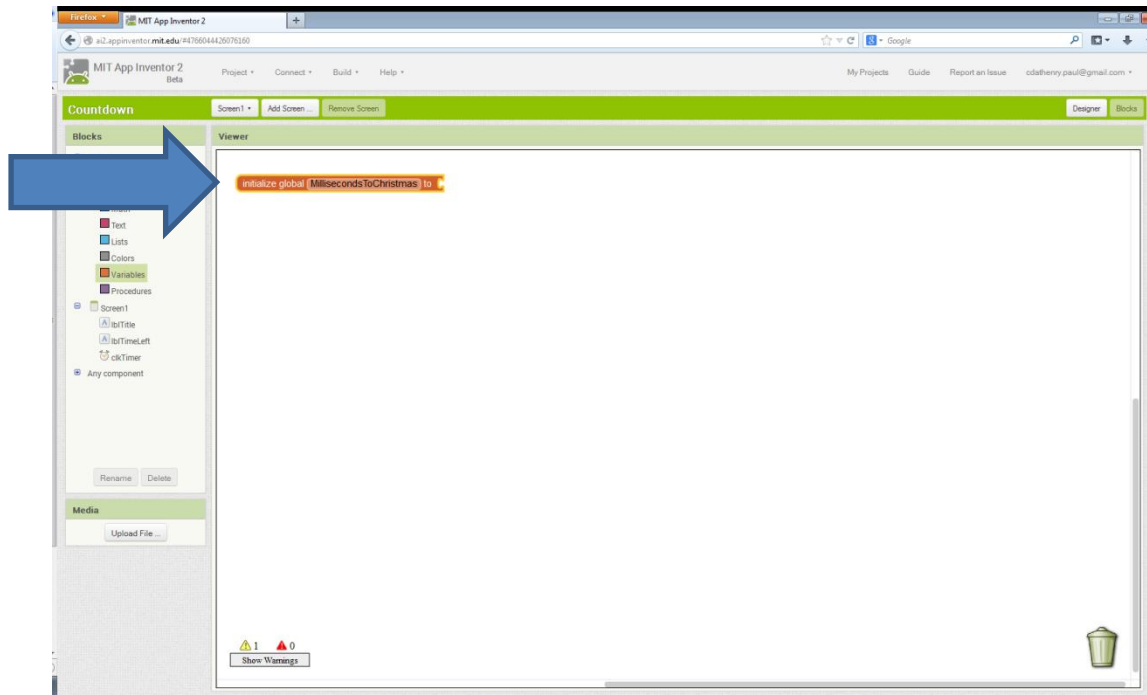 Firefox
MIT App Inventor 2
+
ai2.appinventor.mit.edu/#4766044426076160
Google
MIT App Inventor 2
Beta
Project
Connect
Build
Help
My Projects
Guide
Report an Issue
cdathenry.paul@gmail.com
Countdown
Screen1
Add Screen ...
Remove Screen
Designer
Blocks
Blocks
Viewer
initialize global MillisecondsToChristmas to
Text
Lists
Colors
Variables
Procedures
Screen1
lblTitle
lblTimeLeft
clkTimer
Any component
Rename
Delete
Media
Upload File ...
1
0
Show Warnings